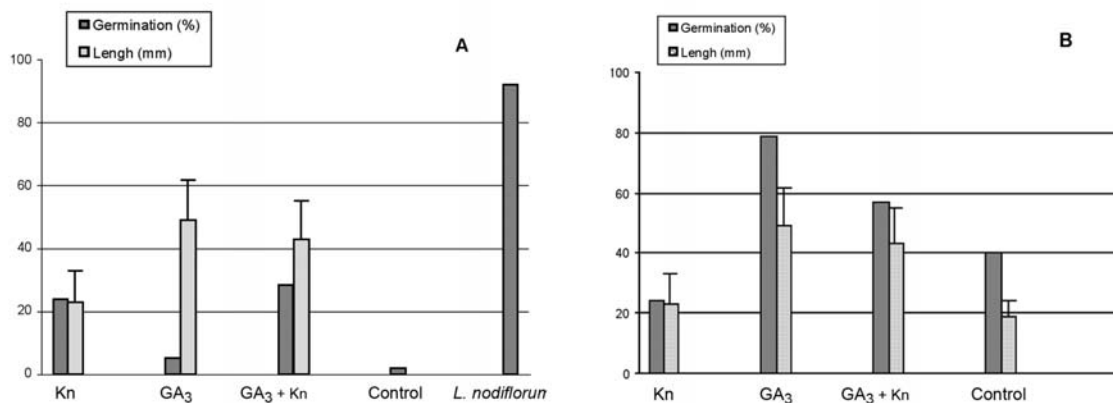 Germination (%)
Lengh (mm)
A
100
80
60
40
20
0
Kn
GA₃
GA₃ + Kn
Control
L. nodiflorun
Germination (%)
Lengh (mm)
B
100
80
60
40
20
0
Kn
GA₃
GA₃ + Kn
Control